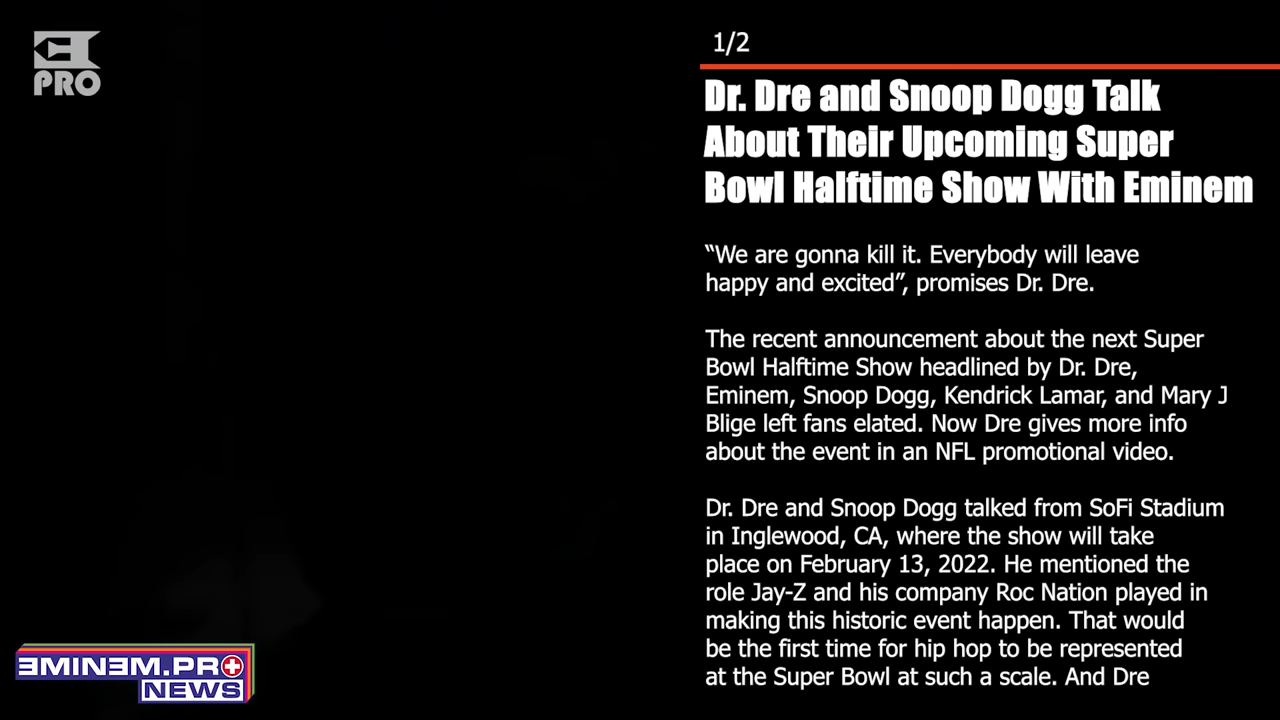 PRO
1/2
Dr. Dre and Snoop Dogg Talk
About Their Upcoming Super
Bowl Halftime Show With Eminem
“We are gonna kill it. Everybody will leave
happy and excited”, promises Dr. Dre.
The recent announcement about the next Super
Bowl Halftime Show headlined by Dr. Dre,
Eminem, Snoop Dogg, Kendrick Lamar, and Mary J
Blige left fans elated. Now Dre gives more info
about the event in an NFL promotional video.
Dr. Dre and Snoop Dogg talked from SoFi Stadium
in Inglewood, CA, where the show will take
place on February 13, 2022. He mentioned the
role Jay-Z and his company Roc Nation played in
making this historic event happen. That would
be the first time for hip hop to be represented
at the Super Bowl at such a scale. And Dre
EMINEM.PRO
NEWS